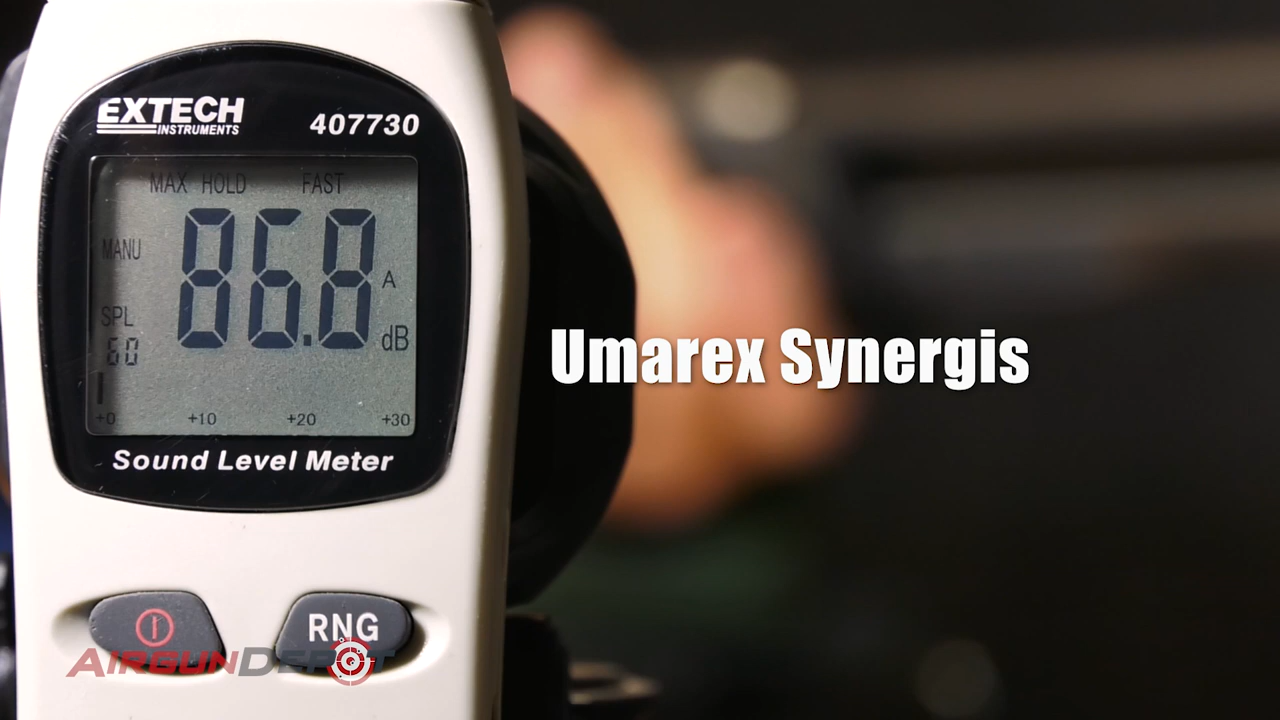 EXTECH
INSTRUMENTS
407730
MAX HOLD FAST
MANU
86.8
A
SPL
dB
60
+0 +10 +20 +30
Sound Level Meter
Umarex Synergis
RNG
AIRGUNDEPOT